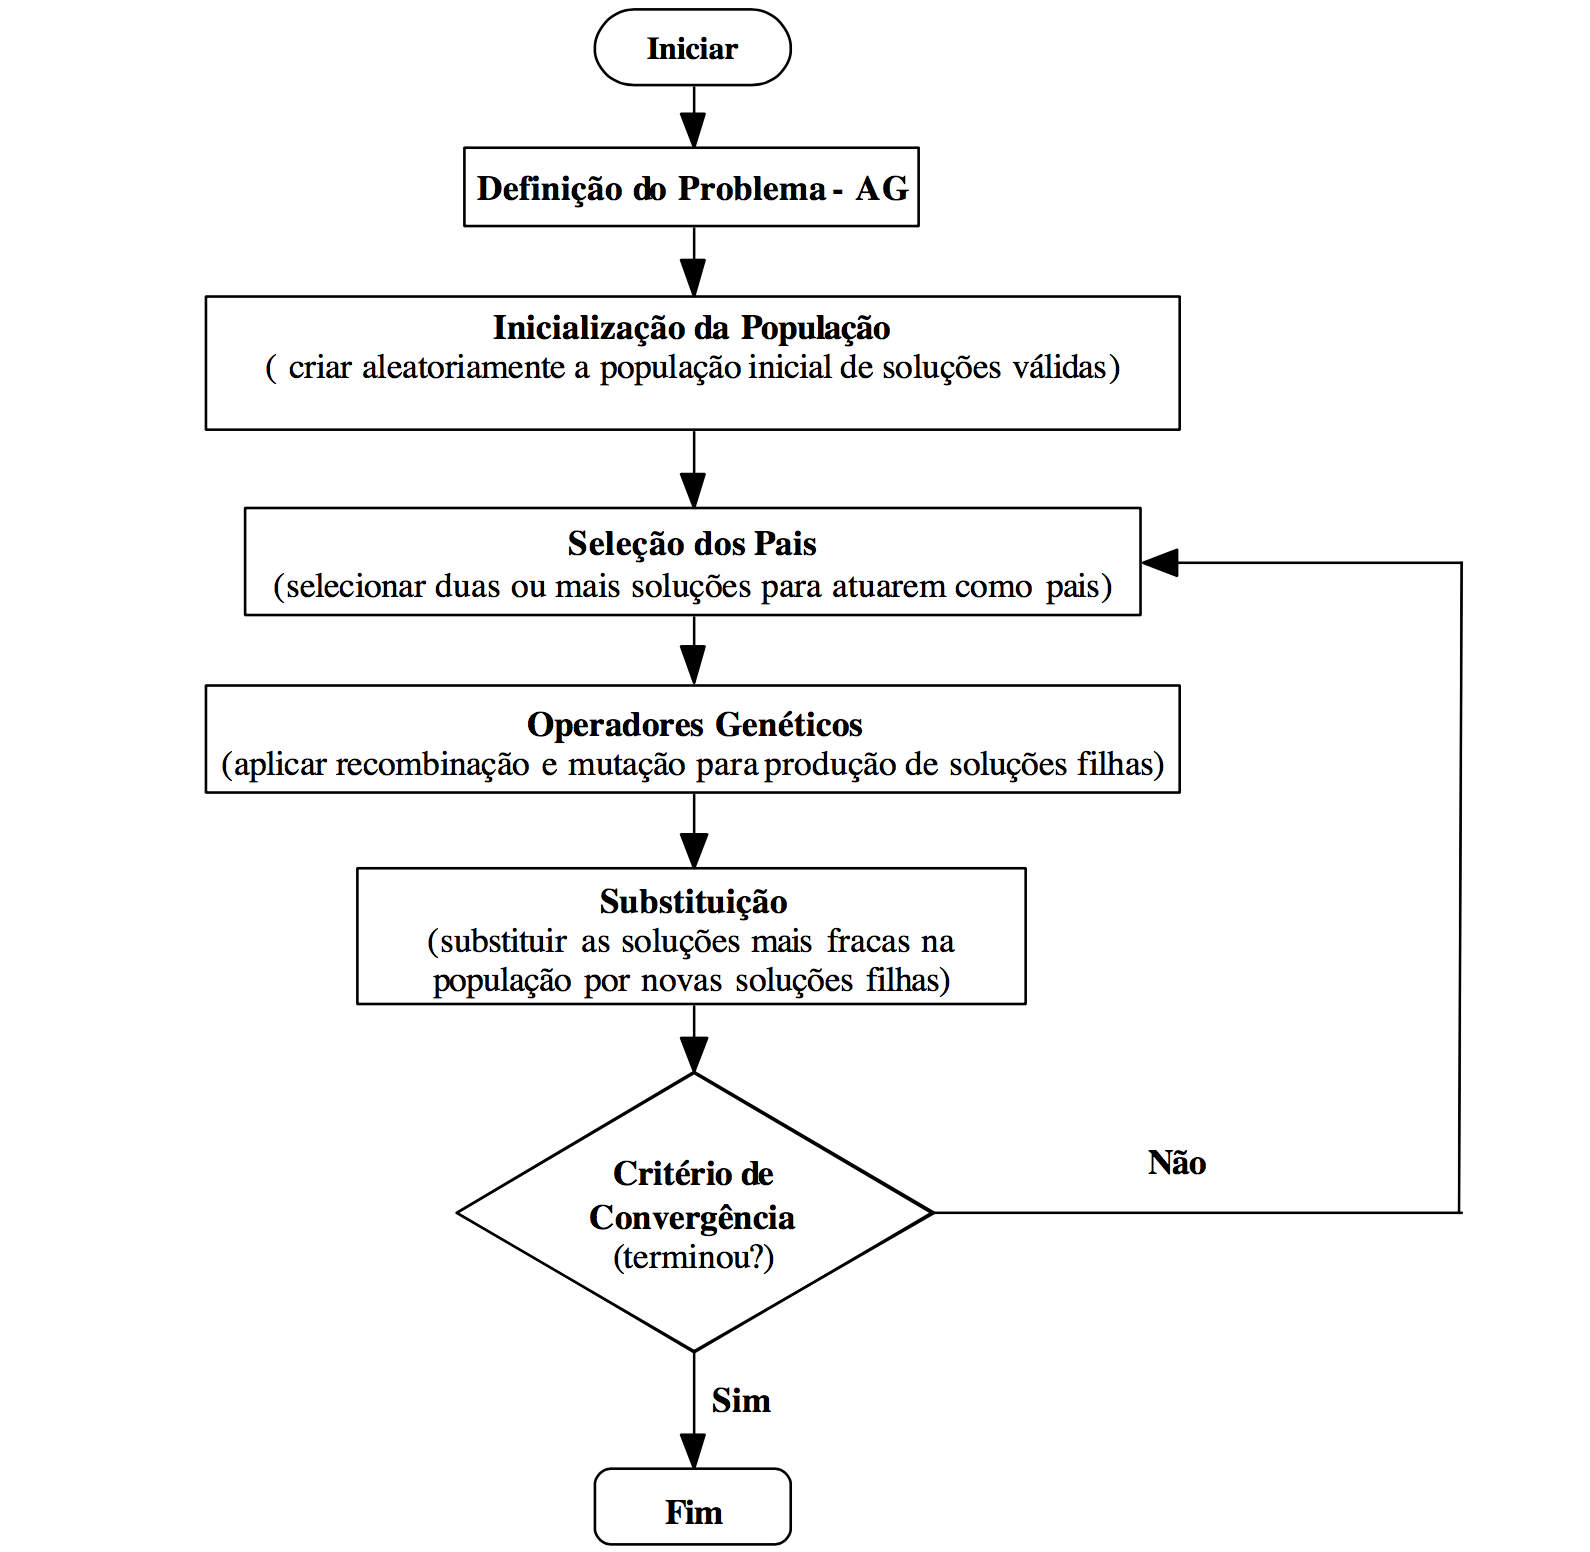 Iniciar
Definição do Problema - AG
Inicialização da População
( criar aleatoriamente a população inicial de soluções válidas)
Seleção dos Pais
(selecionar duas ou mais soluções para atuarem como pais)
Operadores Genéticos
(aplicar recombinação e mutação para produção de soluções filhas)
Substituição
(substituir as soluções mais fracas na
população por novas soluções filhas)
Critério de
Convergência
(terminou?)
Não
Sim
Fim